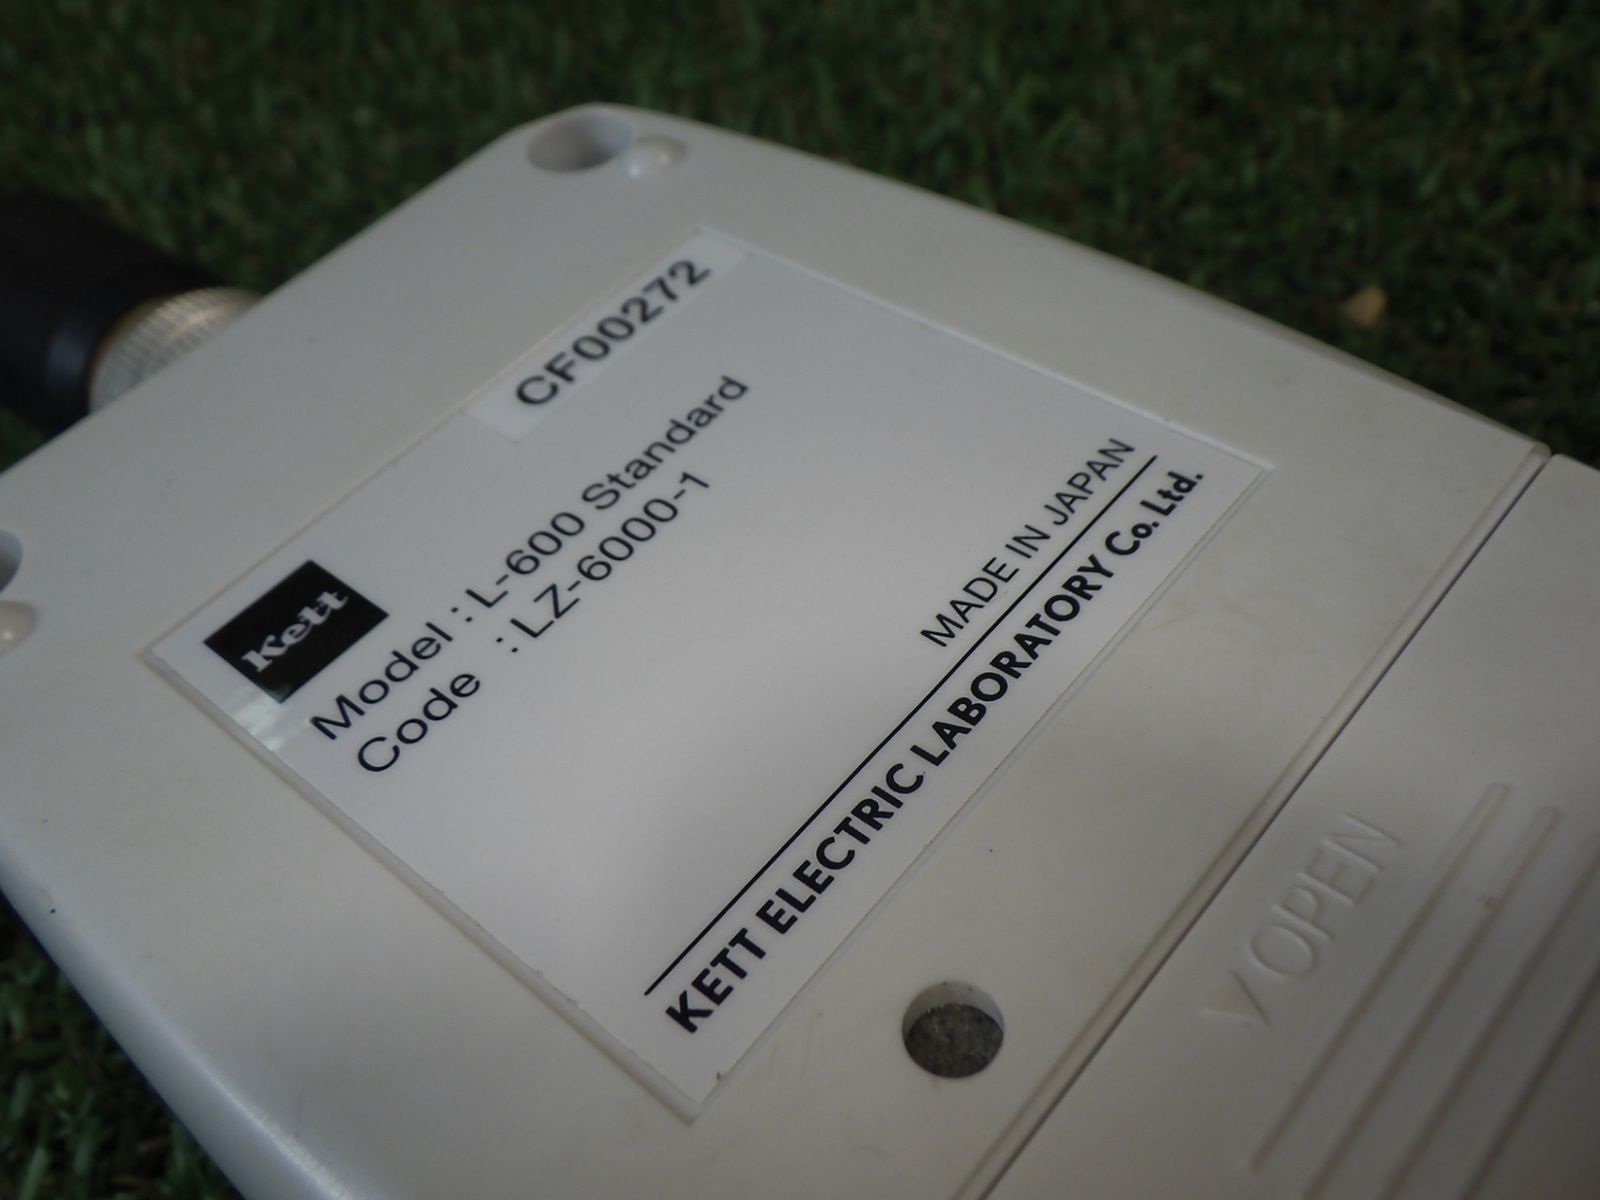 CF00272
Kett
Model : L-600 Standard
Code : LZ-6000-1
MADE IN JAPAN
KETT ELECTRIC LABORATORY Co. Ltd.
OPEN